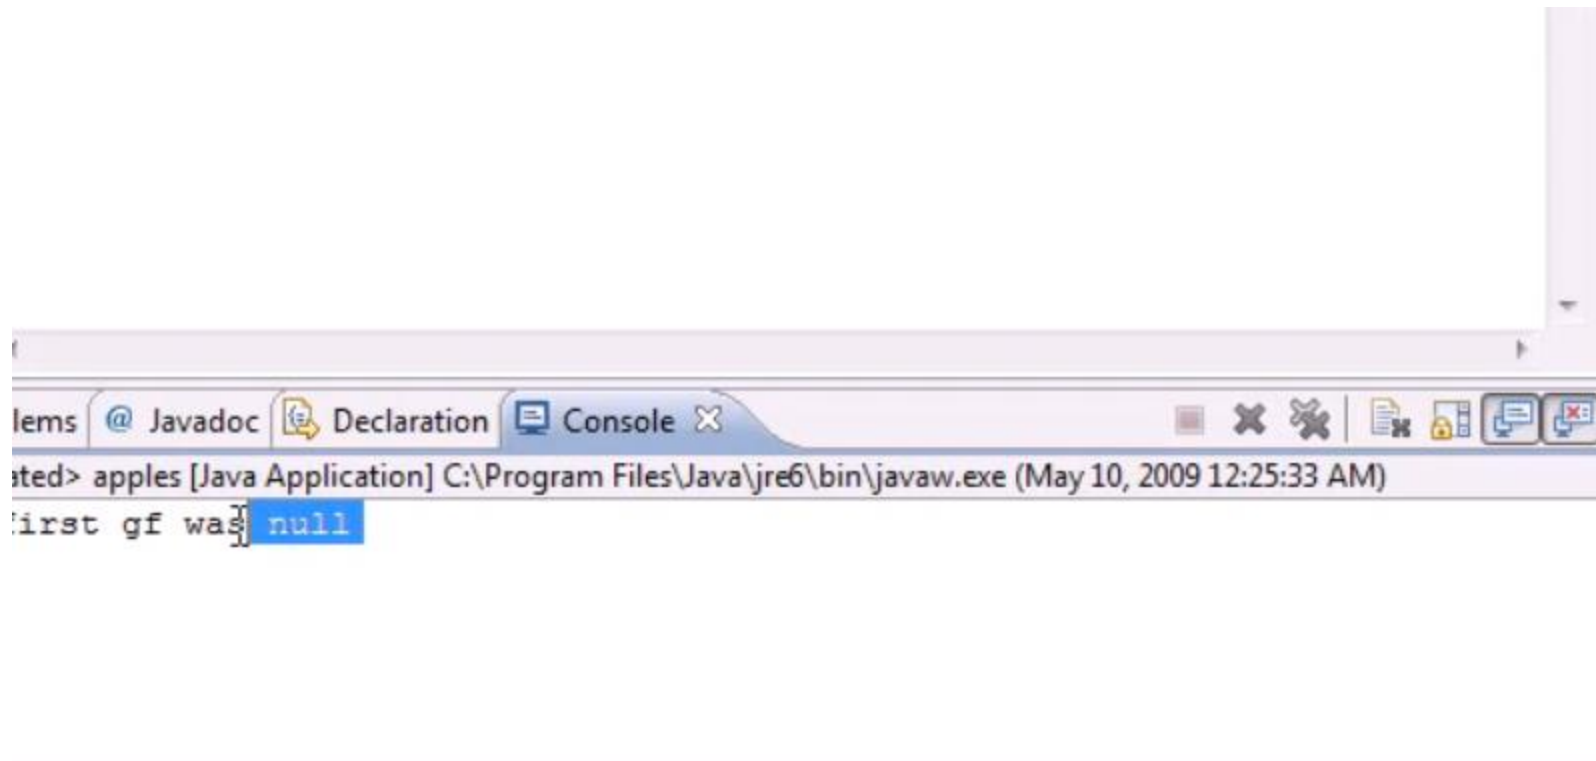 lems @ Javadoc Declaration Console
ated> apples [Java Application] C:\Program Files\Java\jre6\bin\javaw.exe (May 10, 2009 12:25:33 AM)
irst gf was null